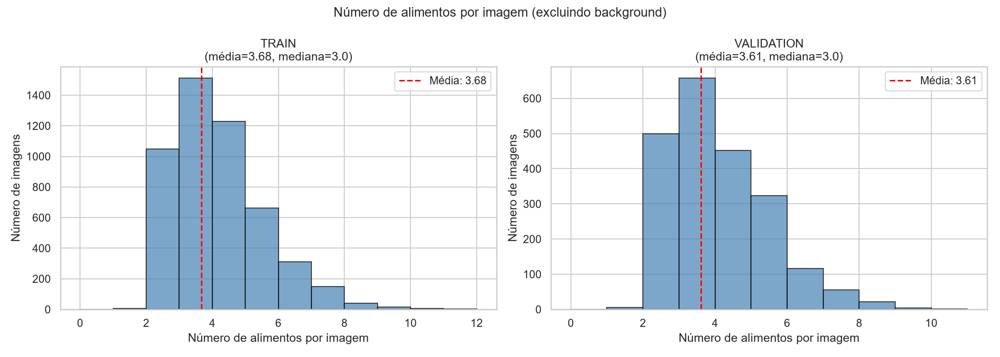 Número de alimentos por imagem (excluindo background)
TRAIN
(média=3.68, mediana=3.0)
Média: 3.68
Número de imagens
1400
1200
1000
800
600
400
200
0
0 2 4 6 8 10 12
Número de alimentos por imagem
VALIDATION
(média=3.61, mediana=3.0)
Média: 3.61
Número de imagens
600
500
400
300
200
100
0
0 2 4 6 8 10
Número de alimentos por imagem